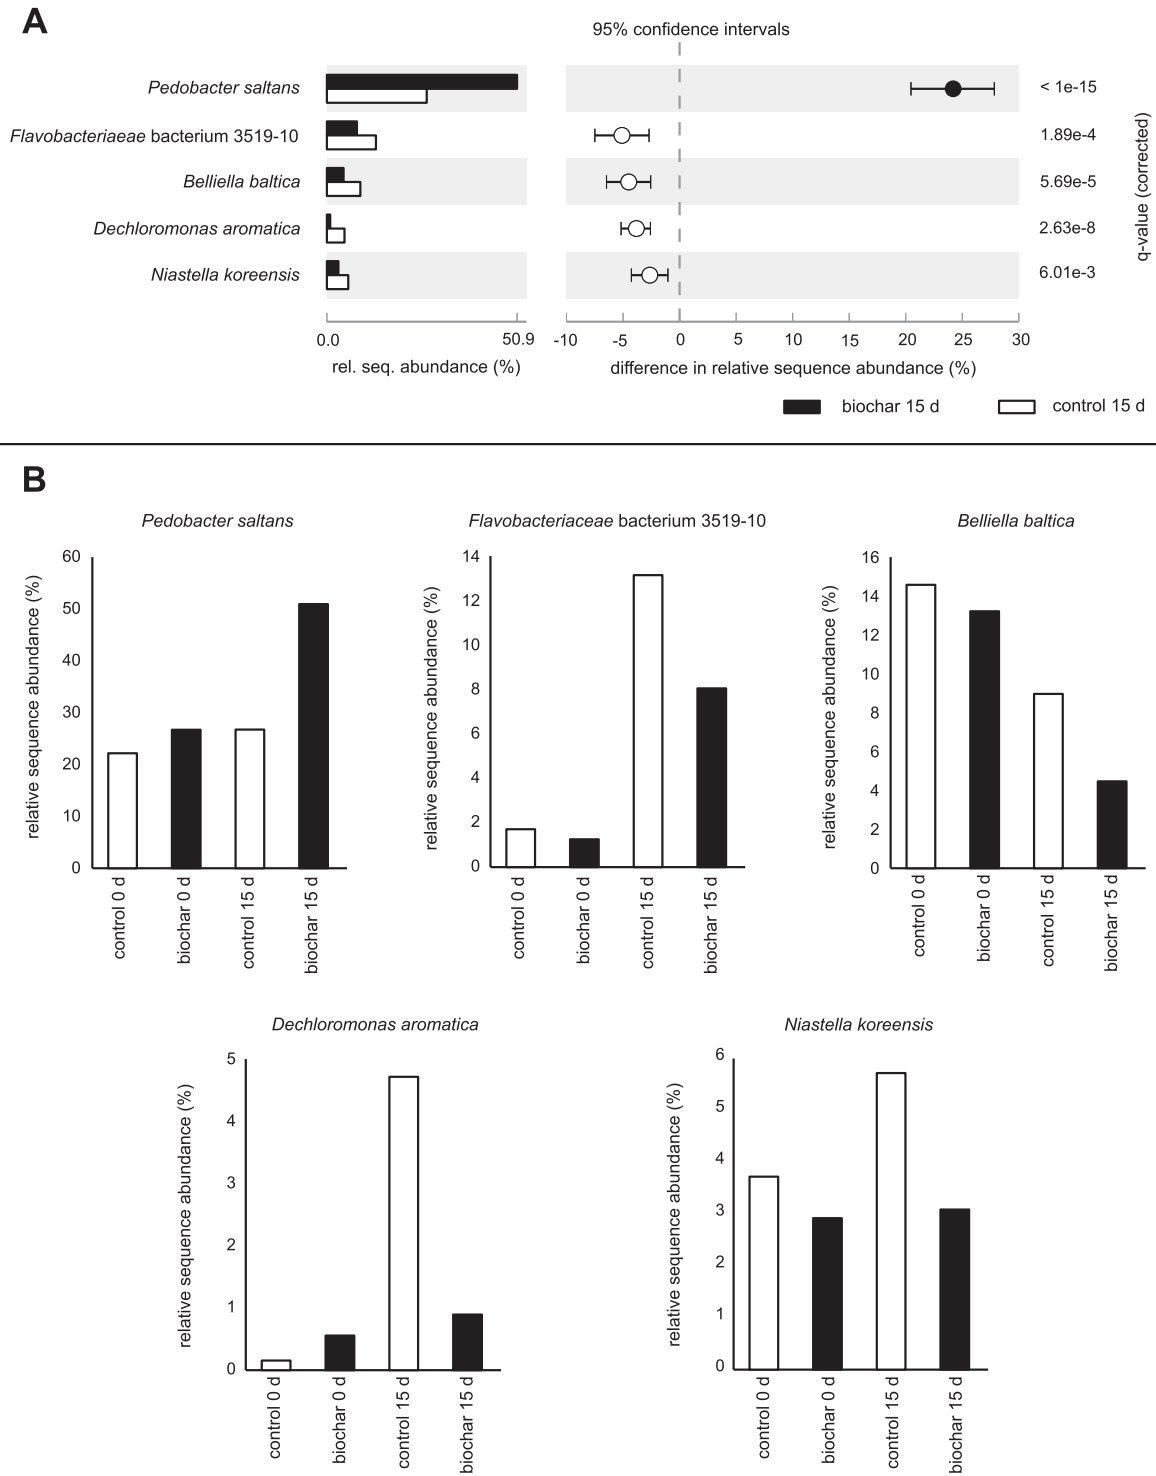 A
95% confidence intervals
Pedobacter saltans
< 1e-15
Flavobacteriaeae bacterium 3519-10
1.89e-4
Belliella baltica
5.69e-5
Dechloromonas aromatica
2.63e-8
Niastella koreensis
6.01e-3
q-value (corrected)
0.0 50.9
-10 -5 0 5 10 15 20 25 30
rel. seq. abundance (%)
difference in relative sequence abundance (%)
biochar 15 d
control 15 d
B
Pedobacter saltans
relative sequence abundance (%)
60
50
40
30
20
10
0
control 0 d
biochar 0 d
control 15 d
biochar 15 d
Flavobacteriaceae bacterium 3519-10
relative sequence abundance (%)
14
12
10
8
6
4
2
0
control 0 d
biochar 0 d
control 15 d
biochar 15 d
Belliella baltica
relative sequence abundance (%)
16
14
12
10
8
6
4
2
0
control 0 d
biochar 0 d
control 15 d
biochar 15 d
Dechloromonas aromatica
relative sequence abundance (%)
5
4
3
2
1
0
control 0 d
biochar 0 d
control 15 d
biochar 15 d
Niastella koreensis
relative sequence abundance (%)
6
5
4
3
2
1
0
control 0 d
biochar 0 d
control 15 d
biochar 15 d